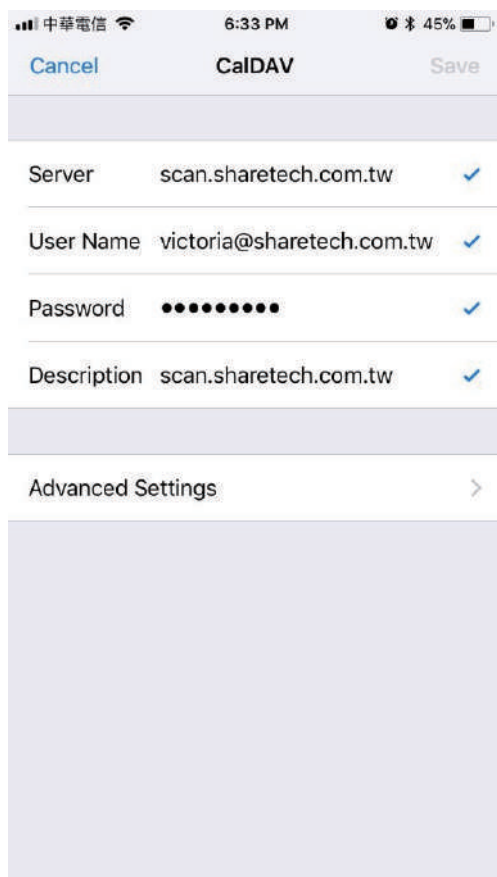 中華電信 6:33 PM 45%
Cancel CalDAV Save
Server scan.sharetech.com.tw
User Name victoria@sharetech.com.tw
Password •••••••••
Description scan.sharetech.com.tw
Advanced Settings